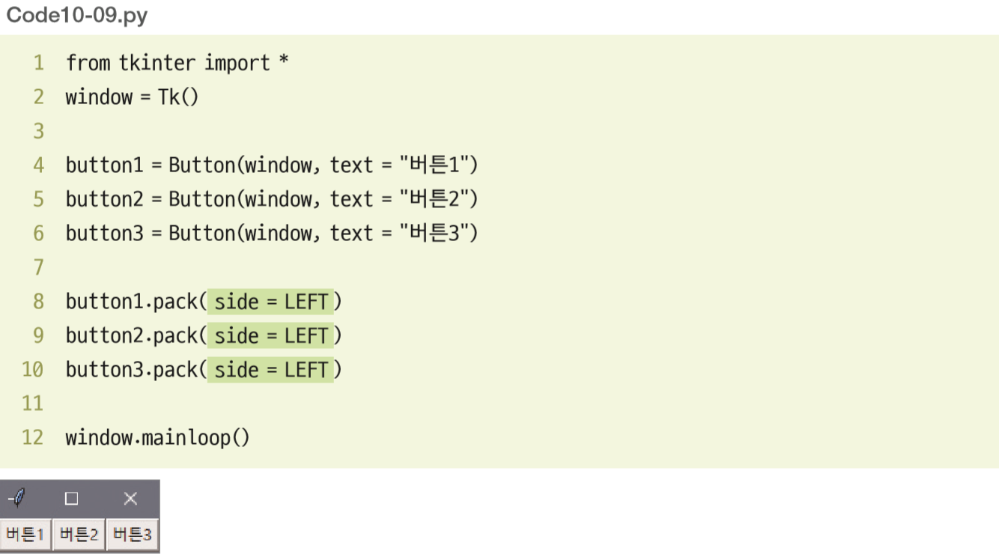 Code10-09.py
1 from tkinter import *
2 window = Tk()
3
4 button1 = Button(window, text = "버튼1")
5 button2 = Button(window, text = "버튼2")
6 button3 = Button(window, text = "버튼3")
7
8 button1.pack( side = LEFT )
9 button2.pack( side = LEFT )
10 button3.pack( side = LEFT )
11
12 window.mainloop()
버튼1 버튼2 버튼3